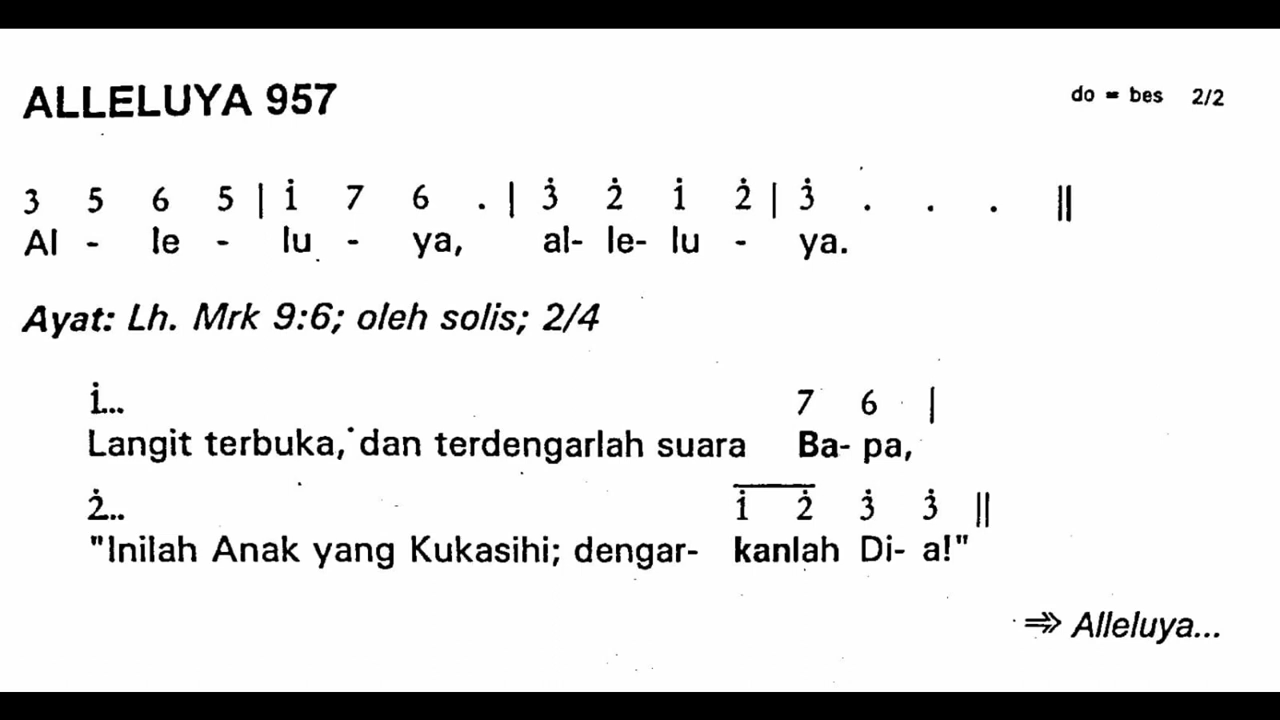 ALLELUYA 957 do = bes 2/2
3 5 6 5 | i̇ 7 6 . | 3̇ 2̇ i̇ 2̇ | 3̇ . . . ||
Al - le - lu - ya, al- le- lu - ya.
Ayat: Lh. Mrk 9:6; oleh solis; 2/4
i̇... 7 6 |
Langit terbuka, dan terdengarlah suara Ba- pa,
2̇... i̇ 2̇ 3̇ 3̇ ||
"Inilah Anak yang Kukasihi; dengar- kanlah Di- a!"
⇒ Alleluya...